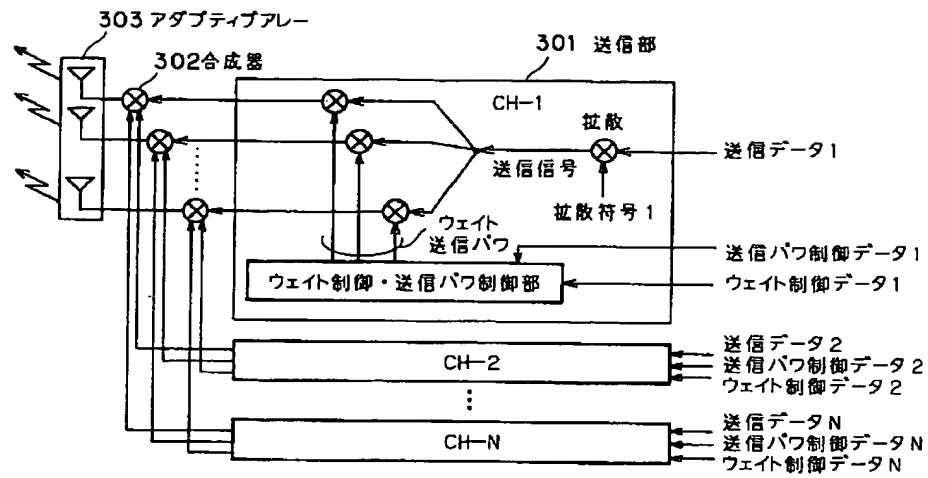 303 アダプティブアレー
302合成器
301 送信部
CH-1
拡散
送信データ1
送信信号
拡散符号1
ウェイト
送信パワ
送信パワ制御データ1
ウェイト制御・送信パワ制御部
ウェイト制御データ1
CH-2
送信データ2
送信パワ制御データ2
ウェイト制御データ2
CH-N
送信データN
送信パワ制御データN
ウェイト制御データN